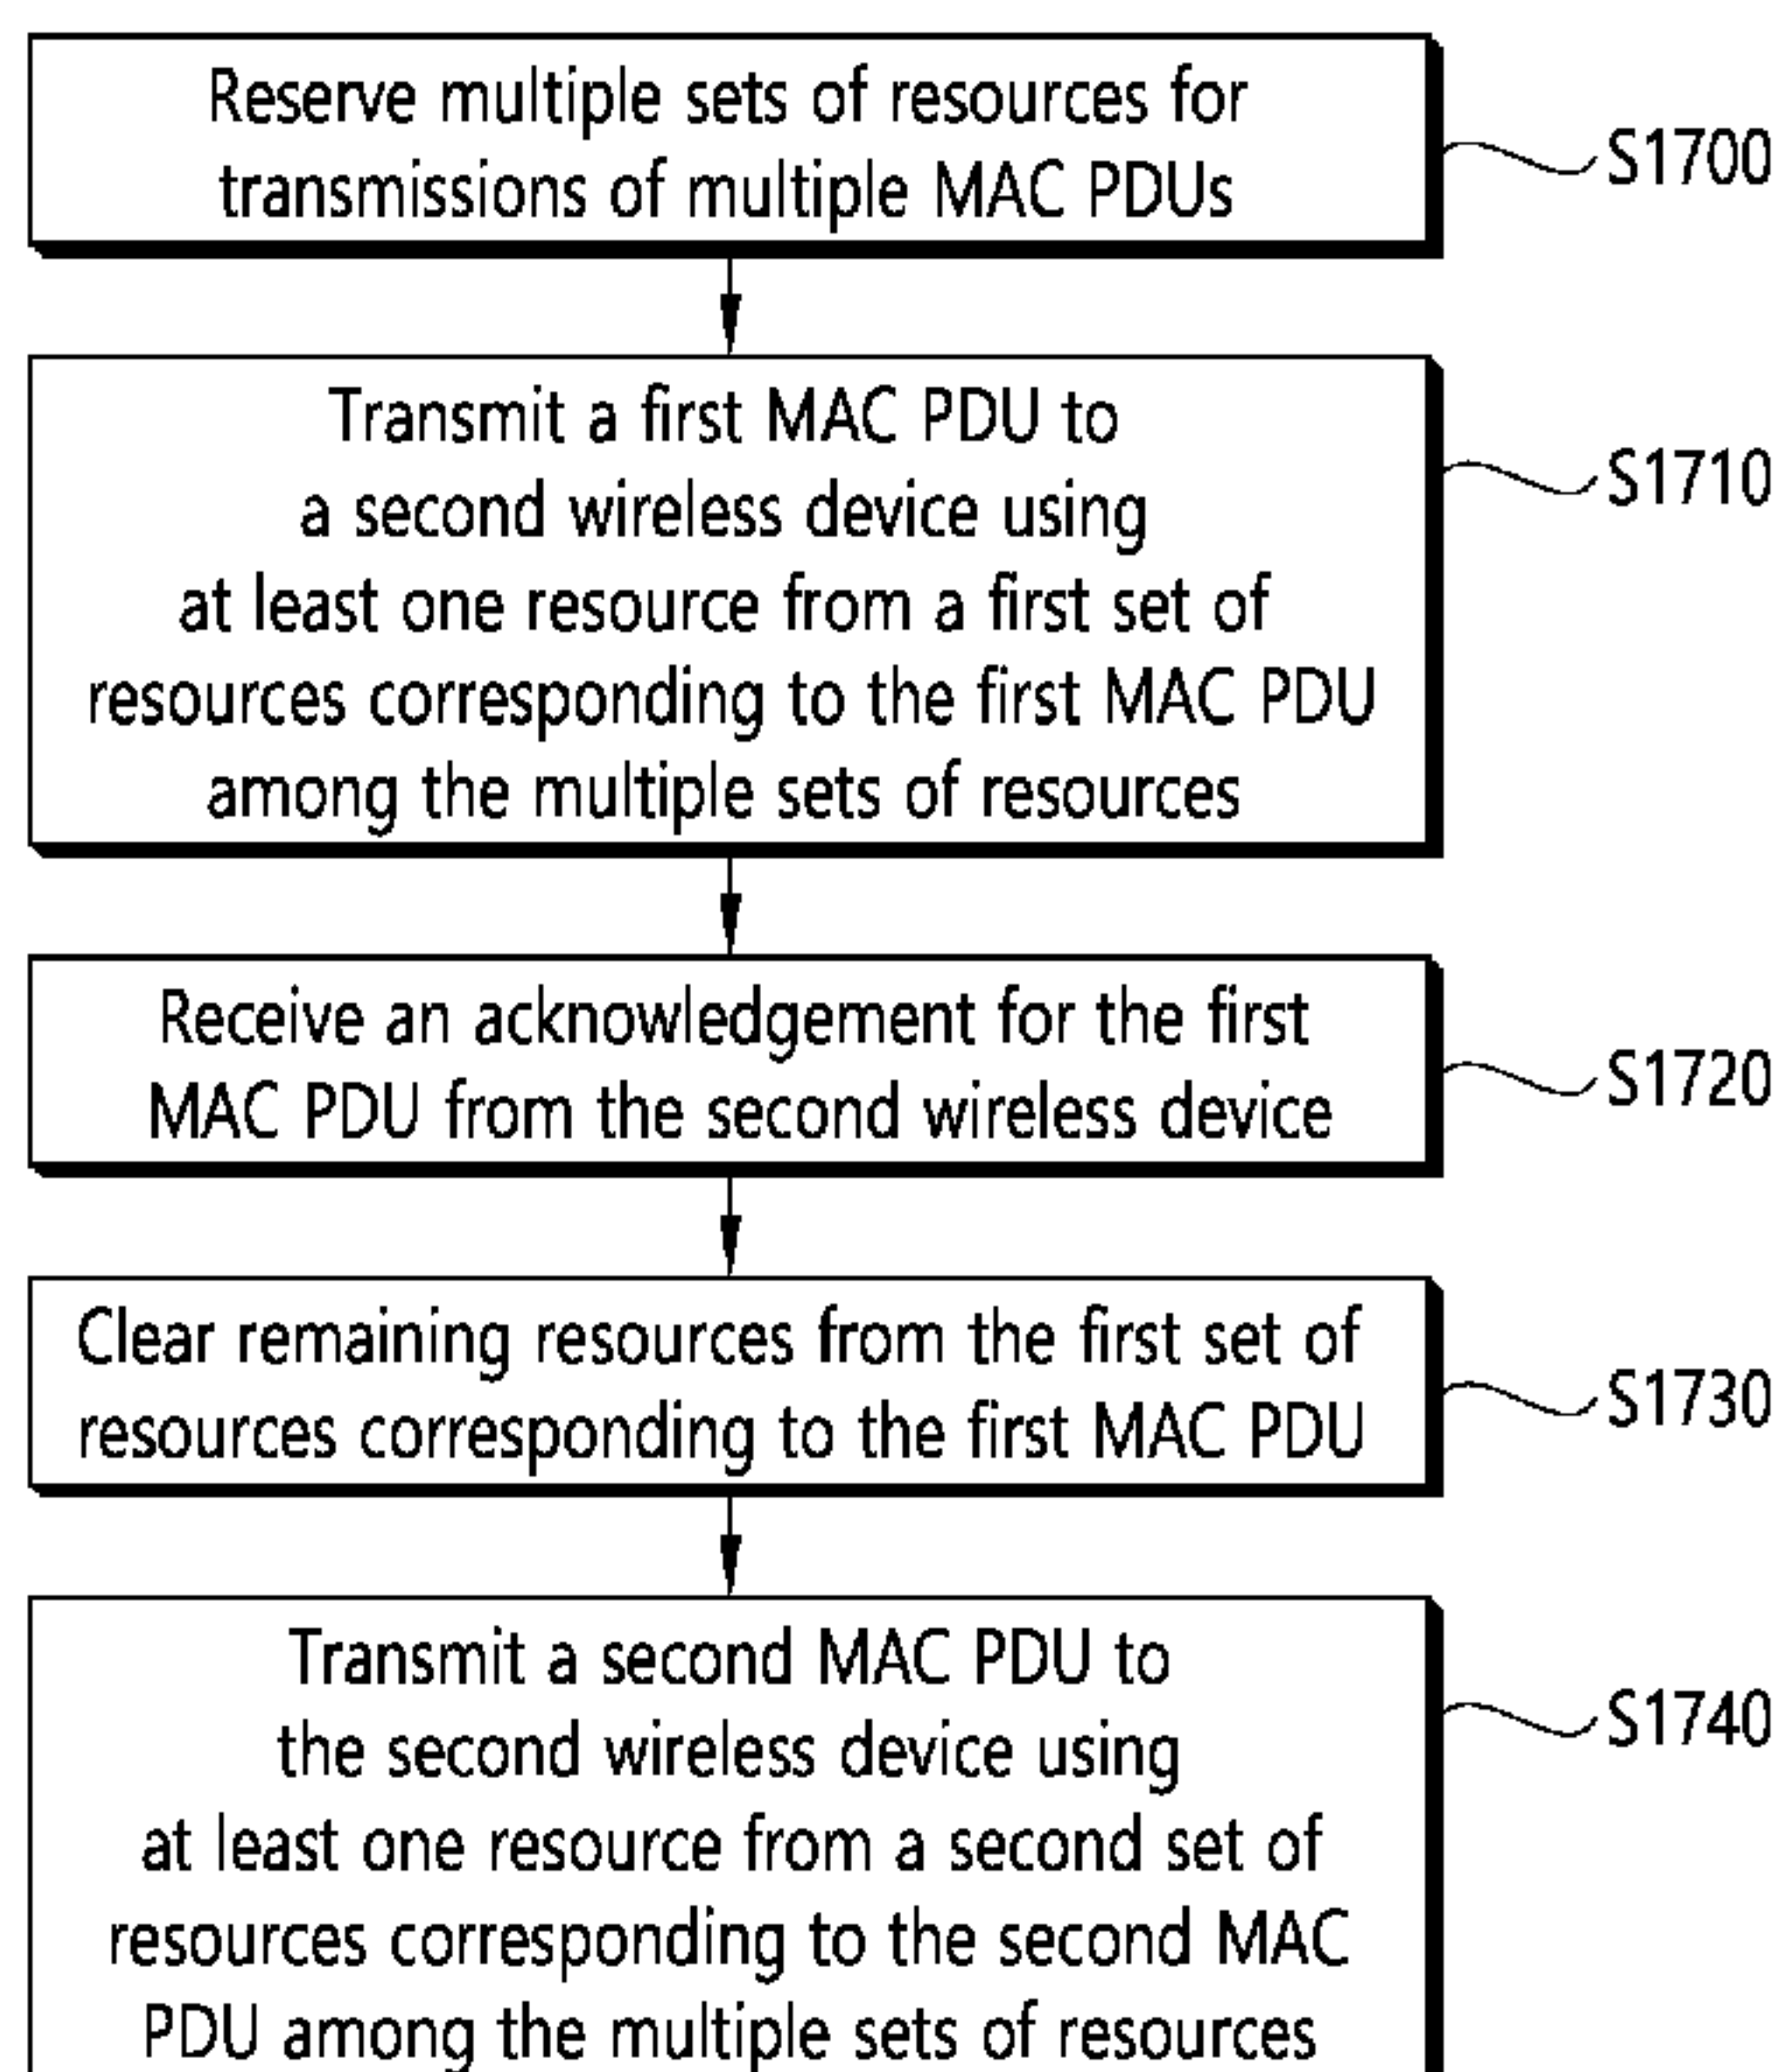 Reserve multiple sets of resources for
transmissions of multiple MAC PDUs
S1700
Transmit a first MAC PDU to
a second wireless device using
at least one resource from a first set of
resources corresponding to the first MAC PDU
among the multiple sets of resources
S1710
Receive an acknowledgement for the first
MAC PDU from the second wireless device
S1720
Clear remaining resources from the first set of
resources corresponding to the first MAC PDU
S1730
Transmit a second MAC PDU to
the second wireless device using
at least one resource from a second set of
resources corresponding to the second MAC
PDU among the multiple sets of resources
S1740